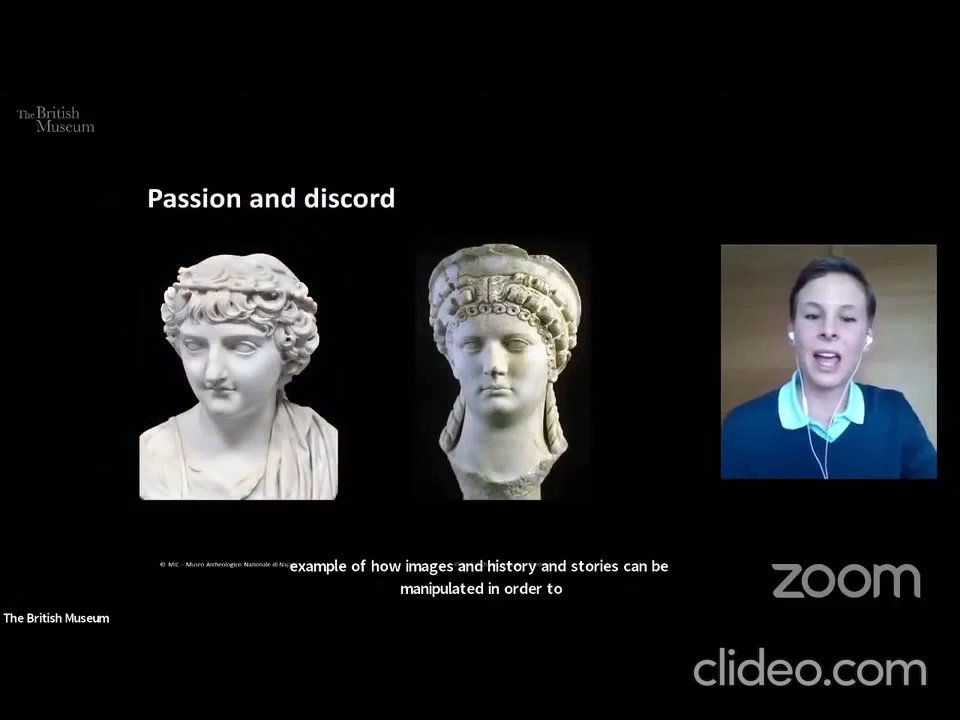 The British
Museum
Passion and discord
© MiC - Museo Archeologico Nazionale di
example of how images and history and stories can be
manipulated in order to
zoom
The British Museum
clideo.com